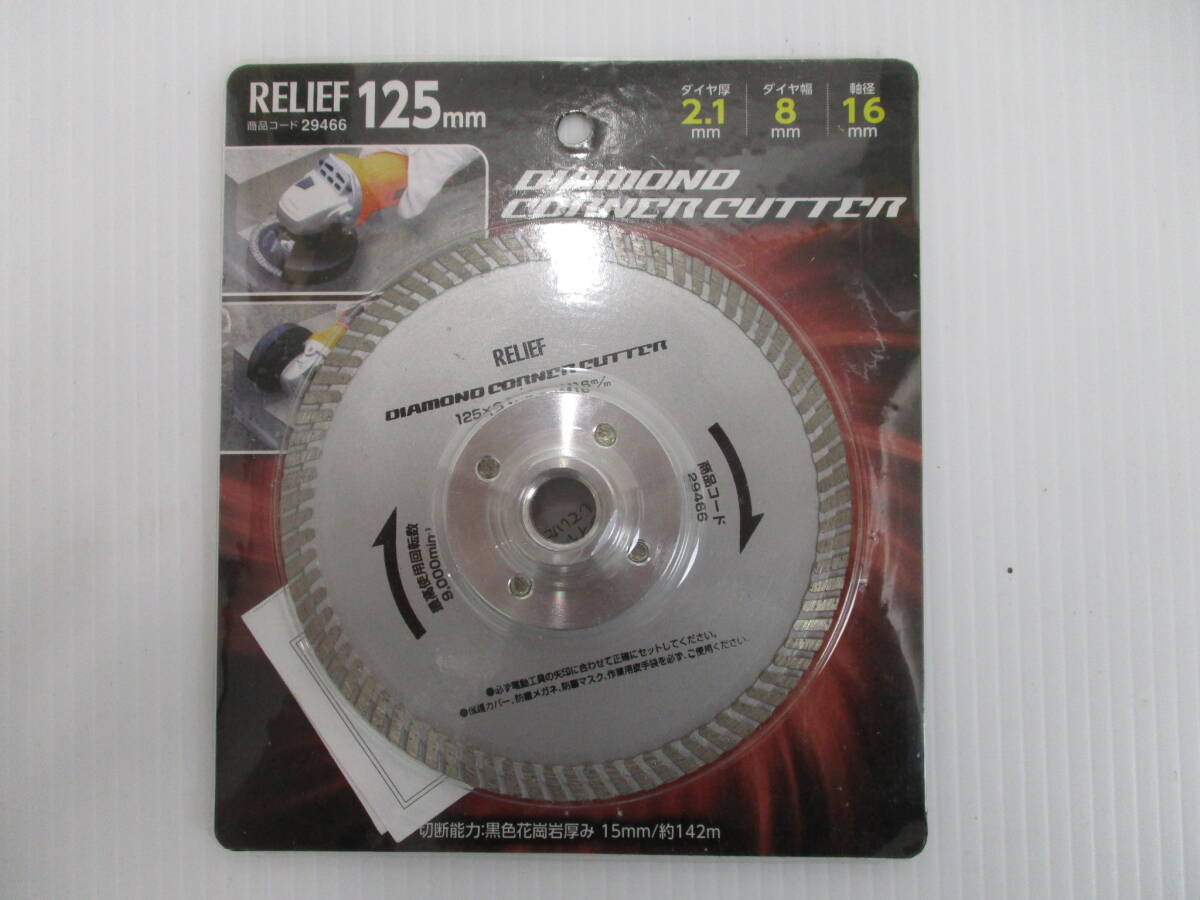 RELIEF 125mm
商品コード 29466
ダイヤ厚 2.1 mm
ダイヤ幅 8 mm
軸径 16 mm
DIAMOND
CORNER CUTTER
RELIEF
DIAMOND CORNER CUTTER
商品コード
29466
最高使用回転数
9,000min-1
●必ず電動工具の矢印に合わせて正確にセットしてください。
●保護カバー、防塵メガネ、防塵マスク、作業用皮手袋を必ず、ご使用ください。
切断能力:黒色花崗岩厚み 15mm/約142m